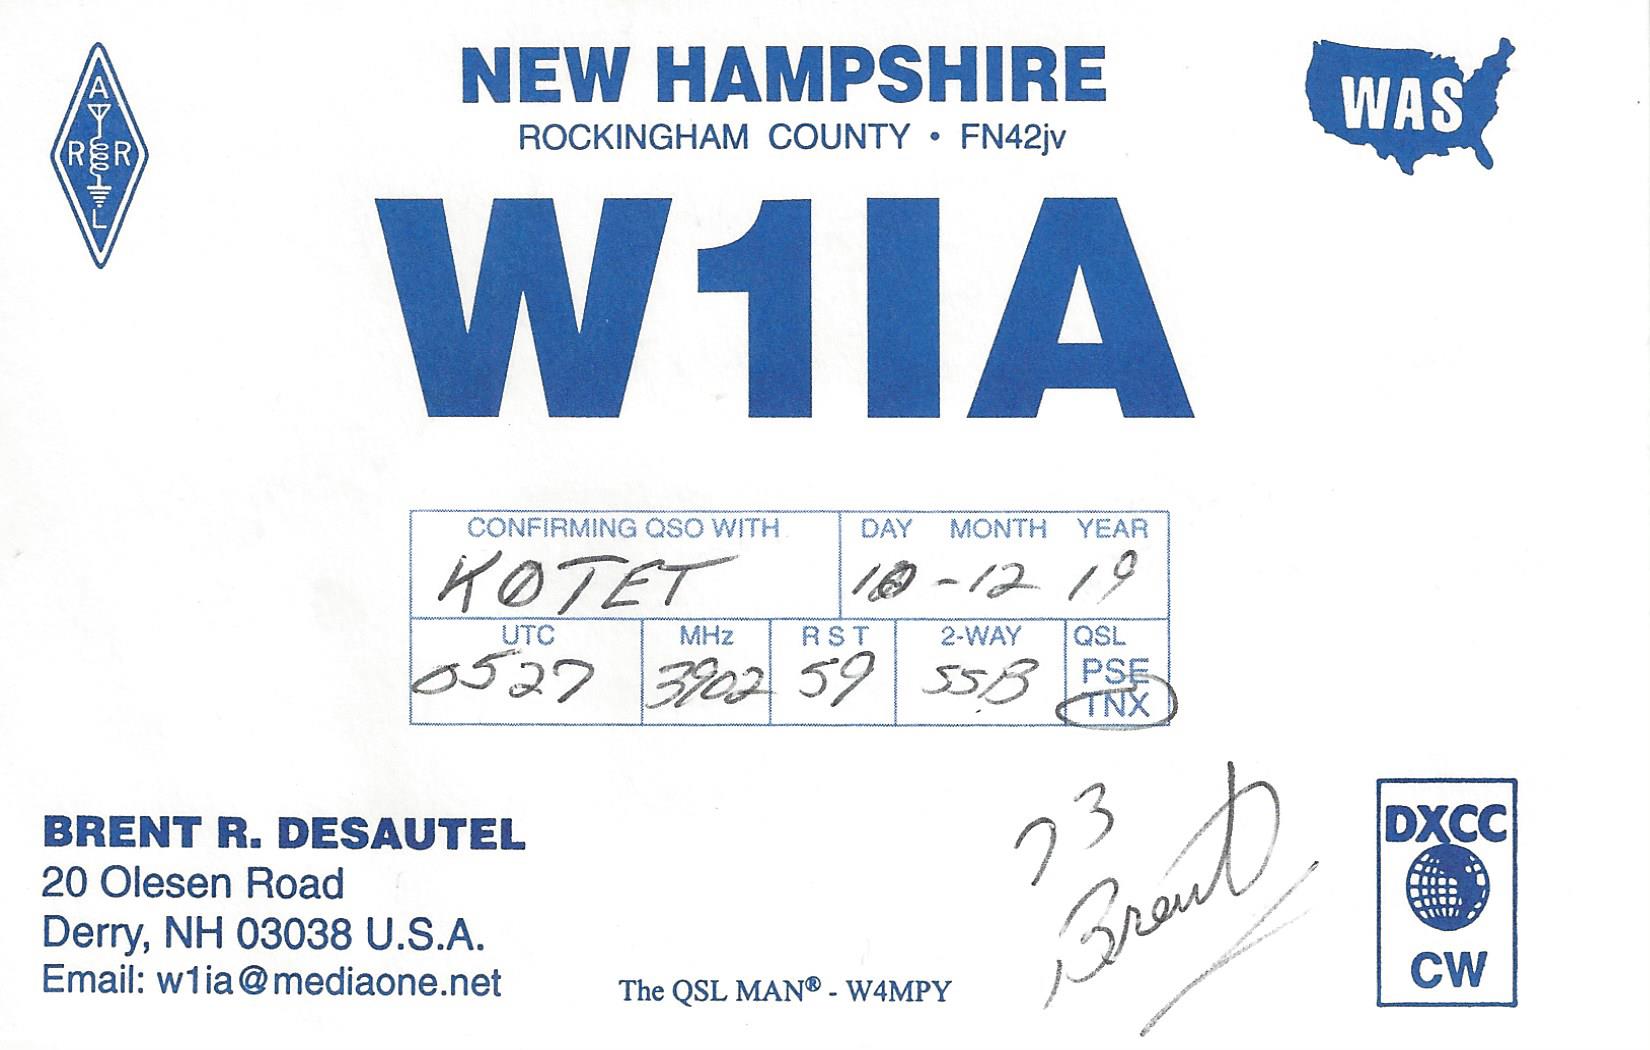 NEW HAMPSHIRE
ROCKINGHAM COUNTY • FN42jv
ARRL
WAS
W1IA
CONFIRMING QSO WITH DAY MONTH YEAR
KØTET 10-12 19
UTC MHz RST 2-WAY QSL
0527 3902 59 SSB PSE
TNX
BRENT R. DESAUTEL
20 Olesen Road
Derry, NH 03038 U.S.A.
Email: w1ia@mediaone.net
The QSL MAN® - W4MPY
73
Brent
DXCC
CW